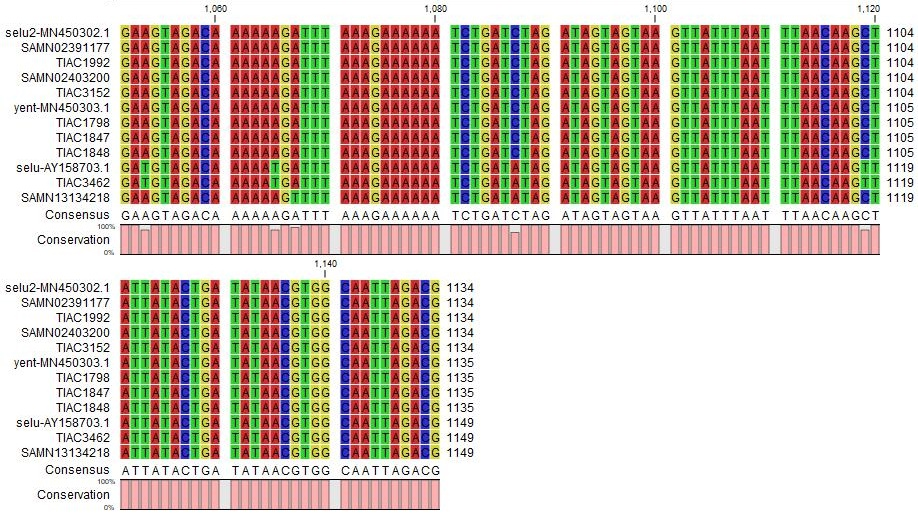 1,060 1,080 1,100 1,120
selu2-MN450302.1 GAAGTAGACA AAAAAGATTT AAAGAAAAAA TCTGATCTAG ATAGTAGTAA GTTATTTAAT TTAACAAGCT 1104
SAMN02391177 GAAGTAGACA AAAAAGATTT AAAGAAAAAA TCTGATCTAG ATAGTAGTAA GTTATTTAAT TTAACAAGCT 1104
TIAC1992 GAAGTAGACA AAAAAGATTT AAAGAAAAAA TCTGATCTAG ATAGTAGTAA GTTATTTAAT TTAACAAGCT 1104
SAMN02403200 GAAGTAGACA AAAAAGATTT AAAGAAAAAA TCTGATCTAG ATAGTAGTAA GTTATTTAAT TTAACAAGCT 1104
TIAC3152 GAAGTAGACA AAAAAGATTT AAAGAAAAAA TCTGATCTAG ATAGTAGTAA GTTATTTAAT TTAACAAGCT 1104
yent-MN450303.1 GAAGTAGACA AAAAAGATTT AAAGAAAAAA TCTGATCTAG ATAGTAGTAA GTTATTTAAT TTAACAAGCT 1105
TIAC1798 GAAGTAGACA AAAAAGATTT AAAGAAAAAA TCTGATCTAG ATAGTAGTAA GTTATTTAAT TTAACAAGCT 1105
TIAC1847 GAAGTAGACA AAAAAGATTT AAAGAAAAAA TCTGATCTAG ATAGTAGTAA GTTATTTAAT TTAACAAGCT 1105
TIAC1848 GAAGTAGACA AAAAAGATTT AAAGAAAAAA TCTGATCTAG ATAGTAGTAA GTTATTTAAT TTAACAAGCT 1105
selu-AY158703.1 GATGTAGACA AAAATGATTT AAAGAAAAAA TCTGATATAG ATAGTAGTAA GTTATTTAAT TTAACAAGTT 1119
TIAC3462 GATGTAGACA AAAATGATTT AAAGAAAAAA TCTGATATAG ATAGTAGTAA GTTATTTAAT TTAACAAGTT 1119
SAMN13134218 GAAGTAGACA AAAAAGTTTT AAAGAAAAAA TCTGATATAG ATAGTAGTAA GTTATTTAAT TTAACAAGCT 1119
Consensus GAAGTAGACA AAAAAGATTT AAAGAAAAAA TCTGATCTAG ATAGTAGTAA GTTATTTAAT TTAACAAGCT
100%
Conservation
0%
1,140
selu2-MN450302.1 ATTATACTGA TATAACGTGG CAATTAGACG 1134
SAMN02391177 ATTATACTGA TATAACGTGG CAATTAGACG 1134
TIAC1992 ATTATACTGA TATAACGTGG CAATTAGACG 1134
SAMN02403200 ATTATACTGA TATAACGTGG CAATTAGACG 1134
TIAC3152 ATTATACTGA TATAACGTGG CAATTAGACG 1134
yent-MN450303.1 ATTATACTGA TATAACGTGG CAATTAGACG 1135
TIAC1798 ATTATACTGA TATAACGTGG CAATTAGACG 1135
TIAC1847 ATTATACTGA TATAACGTGG CAATTAGACG 1135
TIAC1848 ATTATACTGA TATAACGTGG CAATTAGACG 1135
selu-AY158703.1 ATTATACTGA TATAACGTGG CAATTAGACG 1149
TIAC3462 ATTATACTGA TATAACGTGG CAATTAGACG 1149
SAMN13134218 ATTATACTGA TATAACGTGG CAATTAGACG 1149
Consensus ATTATACTGA TATAACGTGG CAATTAGACG
100%
Conservation
0%